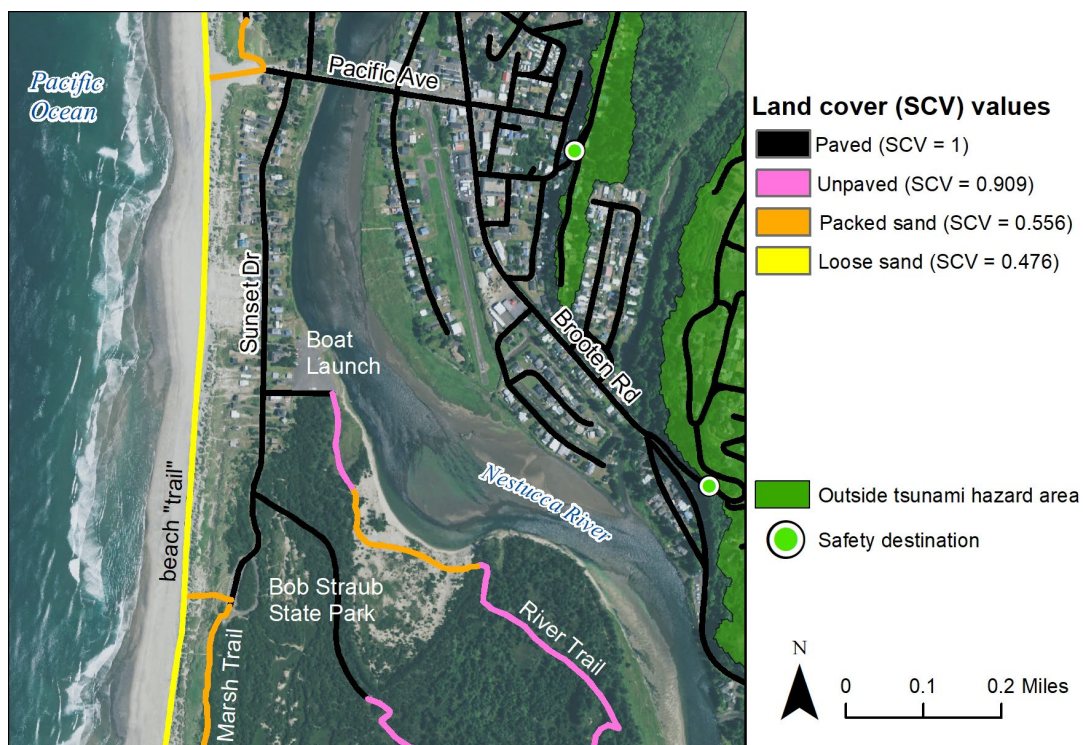 Pacific
Ocean
Pacific Ave
Sunset Dr
Boat
Launch
Brooten Rd
beach "trail"
Nestucca River
Bob Straub
State Park
River Trail
Marsh Trail
Land cover (SCV) values
Paved (SCV = 1)
Unpaved (SCV = 0.909)
Packed sand (SCV = 0.556)
Loose sand (SCV = 0.476)
Outside tsunami hazard area
Safety destination
N
0 0.1 0.2 Miles